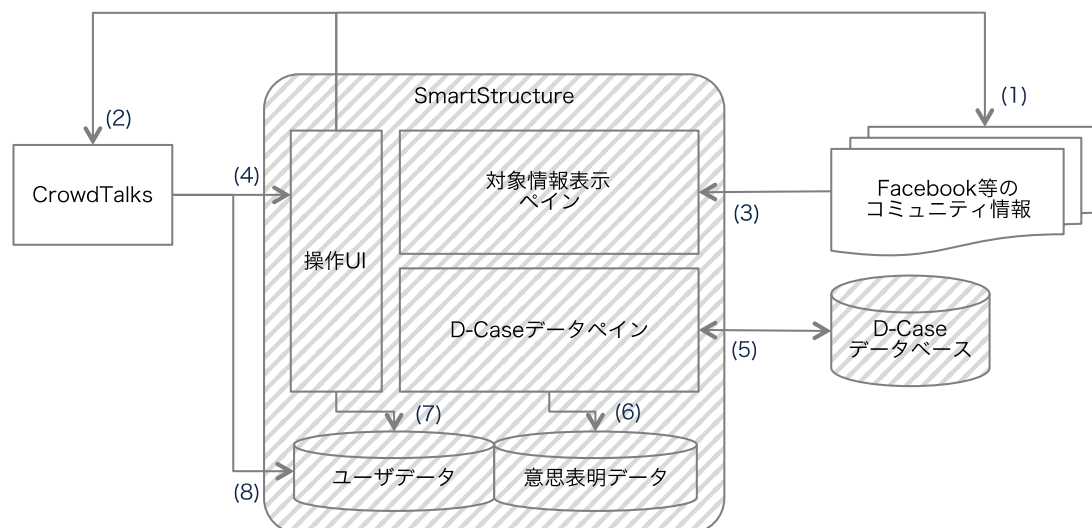 (1)
SmartStructure
(2)
CrowdTalks
(4)
対象情報表示
ペイン
(3)
Facebook等の
コミュニティ情報
操作UI
D-Caseデータペイン
(5)
D-Case
データベース
(7)
(6)
ユーザデータ
意思表明データ
(8)